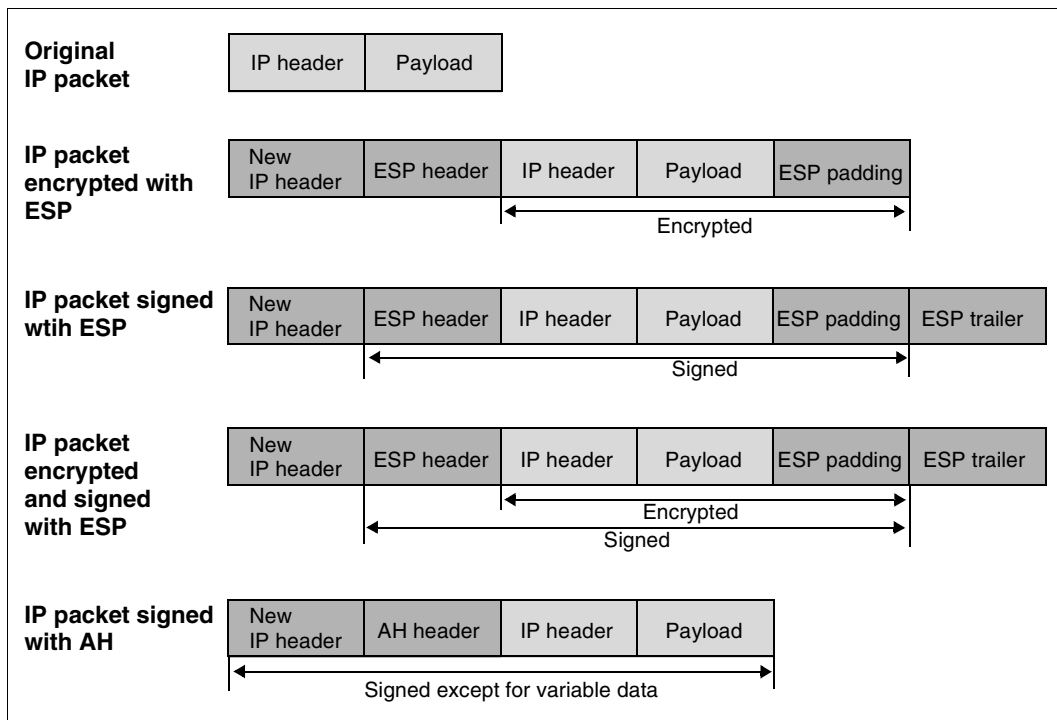 Original
IP packet
IP header
Payload
IP packet
encrypted with
ESP
New
IP header
ESP header
IP header
Payload
ESP padding
Encrypted
IP packet signed
wtih ESP
New
IP header
ESP header
IP header
Payload
ESP padding
ESP trailer
Signed
IP packet
encrypted
and signed
with ESP
New
IP header
ESP header
IP header
Payload
ESP padding
ESP trailer
Encrypted
Signed
IP packet signed
with AH
New
IP header
AH header
IP header
Payload
Signed except for variable data